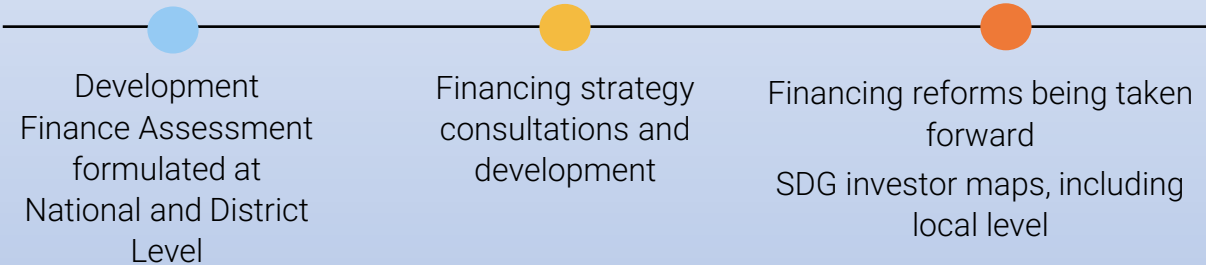 Development
Finance Assessment
formulated at
National and District
Level
Financing strategy
consultations and
development
Financing reforms being taken
forward
SDG investor maps, including
local level